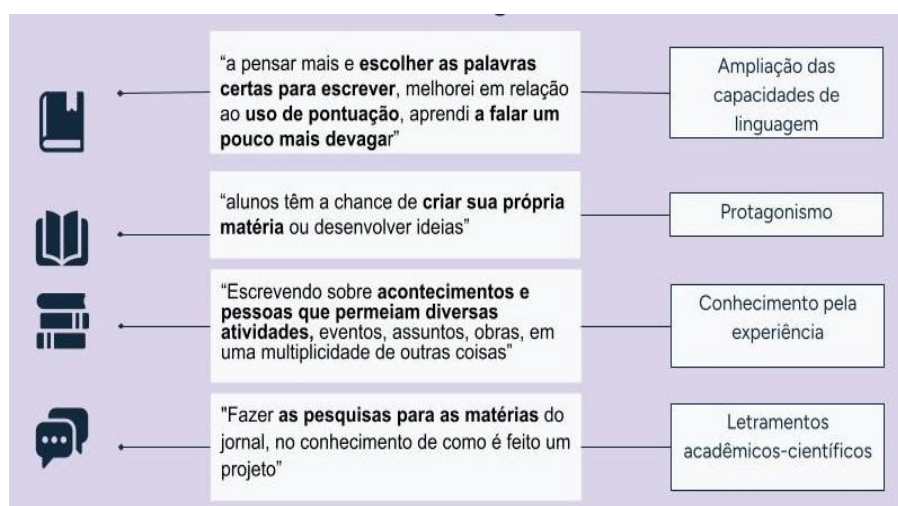 “a pensar mais e escolher as palavras
certas para escrever, melhorei em relação
ao uso de pontuação, aprendi a falar um
pouco mais devagar”
Ampliação das
capacidades de
linguagem
“alunos têm a chance de criar sua própria
matéria ou desenvolver ideias”
Protagonismo
“Escrevendo sobre acontecimentos e
pessoas que permeiam diversas
atividades, eventos, assuntos, obras, em
uma multiplicidade de outras coisas”
Conhecimento pela
experiência
"Fazer as pesquisas para as matérias do
jornal, no conhecimento de como é feito um
projeto”
Letramentos
acadêmicos-científicos